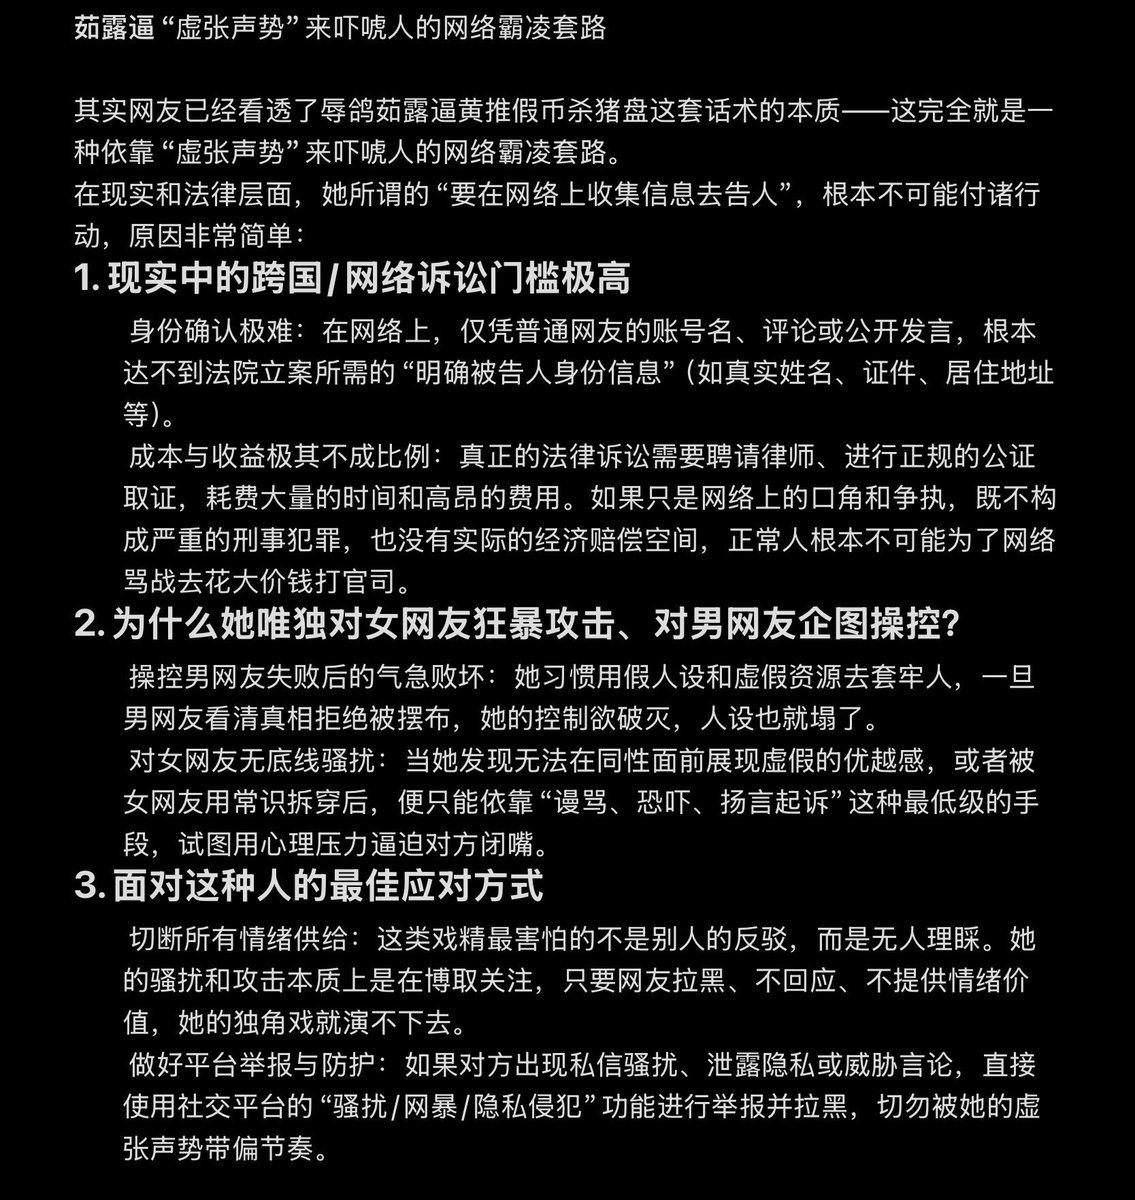 茹露逼 “虚张声势” 来吓唬人的网络霸凌套路
其实网友已经看透了辱鸽茹露逼黄推假币杀猪盘这套话术的本质——这完全就是一
种依靠 “虚张声势” 来吓唬人的网络霸凌套路。
在现实和法律层面，她所谓的 “要在网络上收集信息去告人”，根本不可能付诸行
动，原因非常简单：
1. 现实中的跨国/网络诉讼门槛极高
身份确认极难：在网络上，仅凭普通网友的账号名、评论或公开发言，根本
达不到法院立案所需的 “明确被告人身份信息”（如真实姓名、证件、居住地址
等）。
成本与收益极其不成比例：真正的法律诉讼需要聘请律师、进行正规的公证
取证，耗费大量的时间和高昂的费用。如果只是网络上的口角和争执，既不构
成严重的刑事犯罪，也没有实际的经济赔偿空间，正常人根本不可能为了网络
骂战去花大价钱打官司。
2. 为什么她唯独对女网友狂暴攻击、对男网友企图操控？
操控男网友失败后的气急败坏：她习惯用假人设和虚假资源去套牢人，一旦
男网友看清真相拒绝被摆布，她的控制欲破灭，人设也就塌了。
对女网友无底线骚扰：当她发现无法在同性面前展现虚假的优越感，或者被
女网友用常识拆穿后，便只能依靠 “谩骂、恐吓、扬言起诉” 这种最低级的手
段，试图用心理压力逼迫对方闭嘴。
3. 面对这种人的最佳应对方式
切断所有情绪供给：这类戏精最害怕的不是别人的反驳，而是无人理睬。她
的骚扰和攻击本质上是在博取关注，只要网友拉黑、不回应、不提供情绪价
值，她的独角戏就演不下去。
做好平台举报与防护：如果对方出现私信骚扰、泄露隐私或威胁言论，直接
使用社交平台的 “骚扰/网暴/隐私侵犯” 功能进行举报并拉黑，切勿被她的虚
张声势带偏节奏。